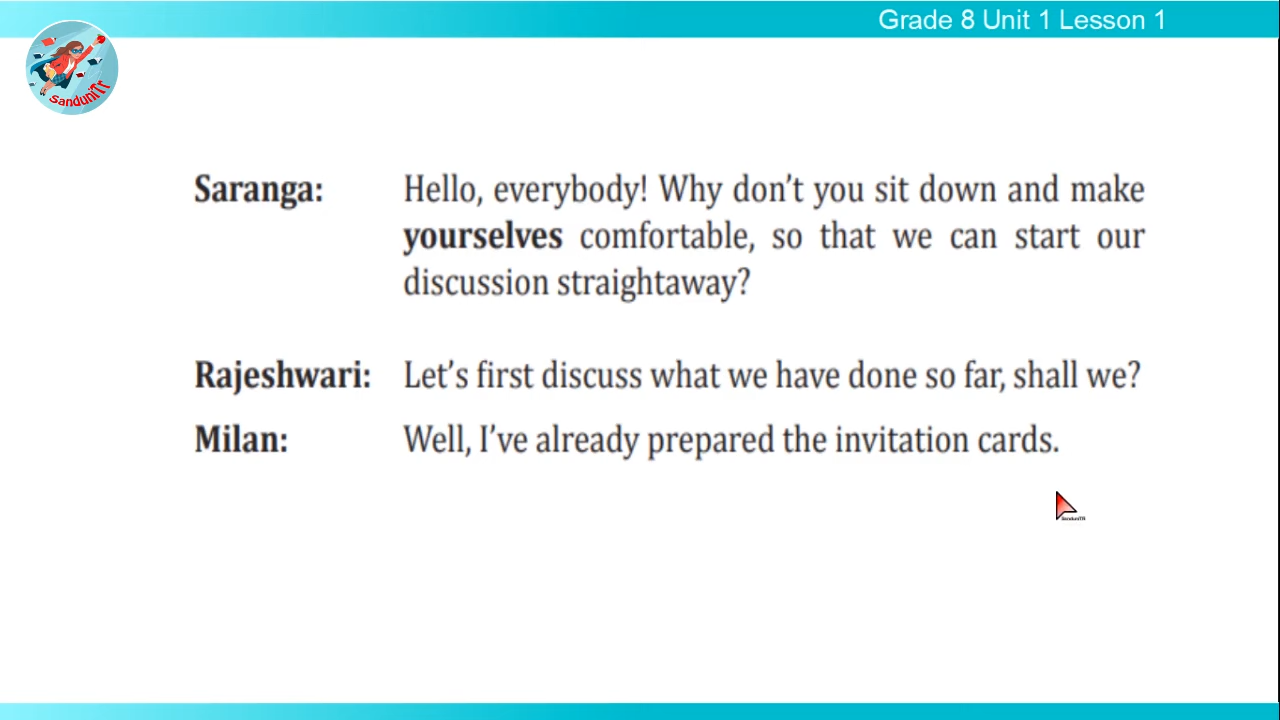 Grade 8 Unit 1 Lesson 1
SanduniTr
Saranga: Hello, everybody! Why don't you sit down and make
yourselves comfortable, so that we can start our
discussion straightaway?
Rajeshwari: Let's first discuss what we have done so far, shall we?
Milan: Well, I've already prepared the invitation cards.